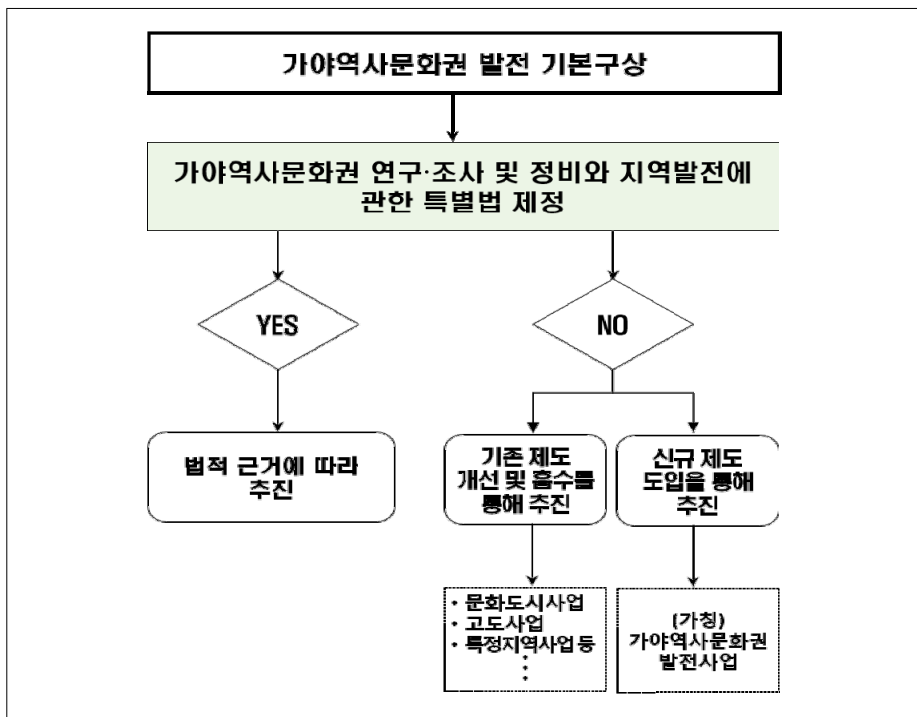 가야역사문화권 발전 기본구상
가야역사문화권 연구·조사 및 정비와 지역발전에
관한 특별법 제정
YES
NO
법적 근거에 따라
추진
기존 제도
개선 및 흡수를
통해 추진
신규 제도
도입을 통해
추진
• 문화도시사업
• 고도사업
• 특정지역사업 등
•
•
•
(가칭)
가야역사문화권
발전사업